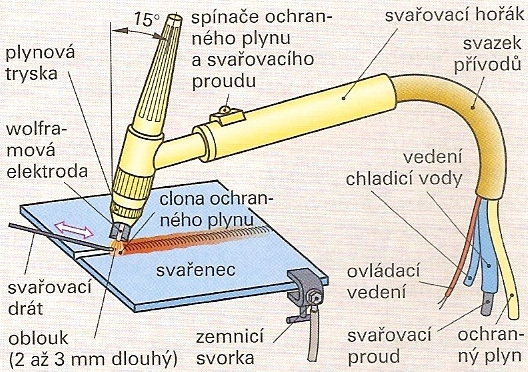 15°
spínače ochran-
ného plynu
a svařovacího
proudu
svařovací hořák
svazek
přívodů
plynová
tryska
wolfra-
mová
elektroda
vedení
chladicí vody
clona ochran-
ného plynu
svařenec
svařovací
drát
oblouk
(2 až 3 mm dlouhý)
zemnicí
svorka
ovládací
vedení
svařovací
proud
ochran-
ný plyn